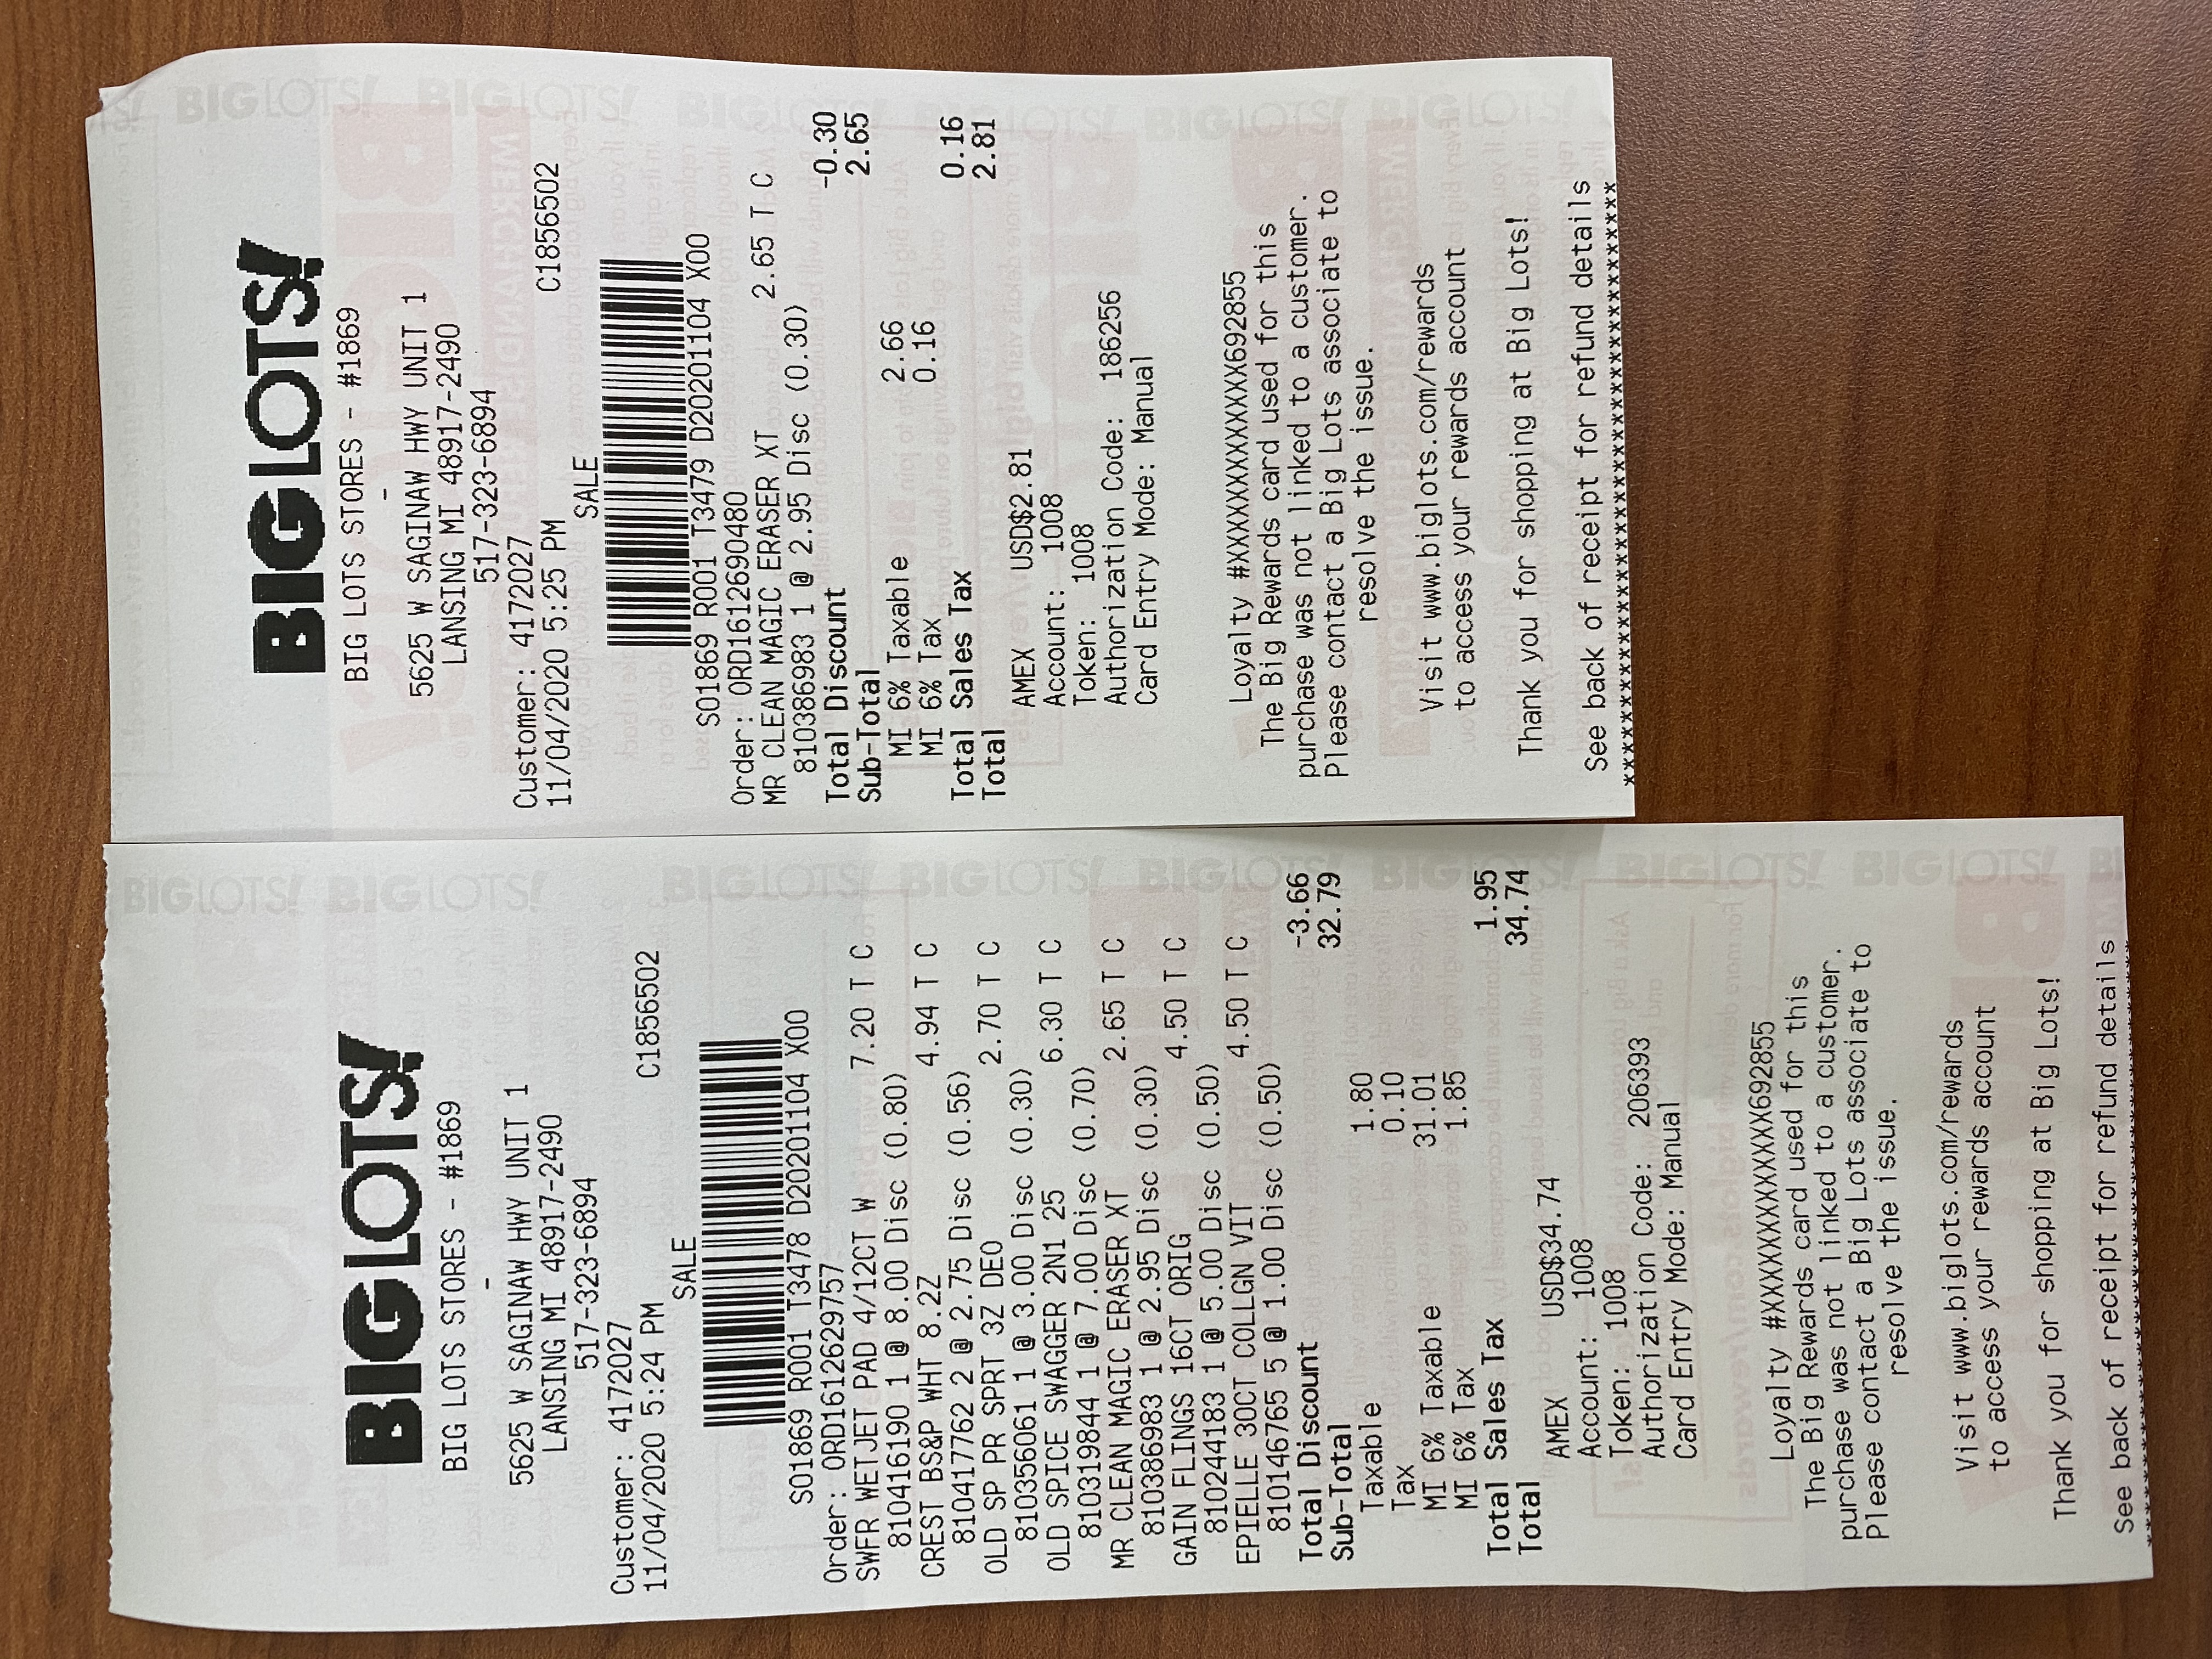 BIG LOTS!
BIG LOTS STORES - #1869
-
5625 W SAGINAW HWY UNIT 1
LANSING MI 48917-2490
517-323-6894
Customer: 4172027
11/04/2020 5:24 PM C1856502
SALE
S01869 R001 T3478 D20201104 X00
Order: ORD1612629757
SWFR WETJET PAD 4/12CT W 7.20 T C
810416190 1 @ 8.00 Disc (0.80)
CREST BS&P WHT 8.2Z 4.94 T C
810417762 2 @ 2.75 Disc (0.56)
OLD SP PR SPRT 3Z DEO 2.70 T C
810356061 1 @ 3.00 Disc (0.30)
OLD SPICE SWAGGER 2N1 25 6.30 T C
810319844 1 @ 7.00 Disc (0.70)
MR CLEAN MAGIC ERASER XT 2.65 T C
810386983 1 @ 2.95 Disc (0.30)
GAIN FLINGS 16CT ORIG 4.50 T C
810244183 1 @ 5.00 Disc (0.50)
EPIELLE 30CT COLLGN VIT 4.50 T C
810146765 5 @ 1.00 Disc (0.50)
Total Discount -3.66
Sub-Total 32.79
Taxable 1.80
Tax 0.10
MI 6% Taxable 31.01
MI 6% Tax 1.85
Total Sales Tax 1.95
Total 34.74
AMEX USD$34.74
Account: 1008
Token: 1008
Authorization Code: 206393
Card Entry Mode: Manual
Loyalty #XXXXXXXXXXXXX692855
The Big Rewards card used for this
purchase was not linked to a customer.
Please contact a Big Lots associate to
resolve the issue.
Visit www.biglots.com/rewards
to access your rewards account
Thank you for shopping at Big Lots!
See back of receipt for refund details
BIG LOTS!
BIG LOTS STORES - #1869
-
5625 W SAGINAW HWY UNIT 1
LANSING MI 48917-2490
517-323-6894
Customer: 4172027
11/04/2020 5:25 PM C1856502
SALE
S01869 R001 T3479 D20201104 X00
Order: ORD1612690480
MR CLEAN MAGIC ERASER XT 2.65 T C
810386983 1 @ 2.95 Disc (0.30)
Total Discount -0.30
Sub-Total 2.65
MI 6% Taxable 2.66
MI 6% Tax 0.16
Total Sales Tax 0.16
Total 2.81
AMEX USD$2.81
Account: 1008
Token: 1008
Authorization Code: 186256
Card Entry Mode: Manual
Loyalty #XXXXXXXXXXXXX692855
The Big Rewards card used for this
purchase was not linked to a customer.
Please contact a Big Lots associate to
resolve the issue.
Visit www.biglots.com/rewards
to access your rewards account
Thank you for shopping at Big Lots!
See back of receipt for refund details